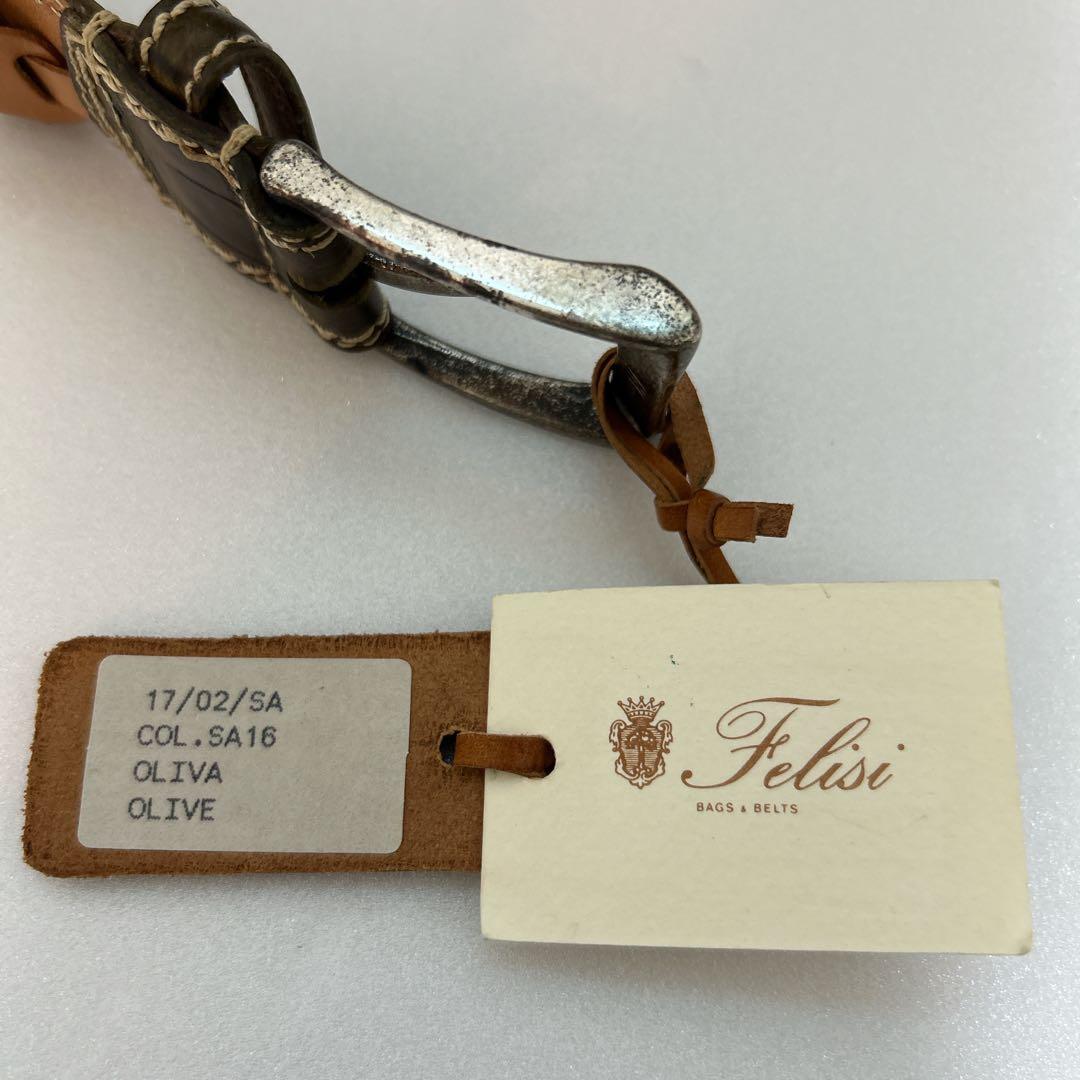 17/02/SA
COL.SA16
OLIVA
OLIVE
Felisi
BAGS & BELTS